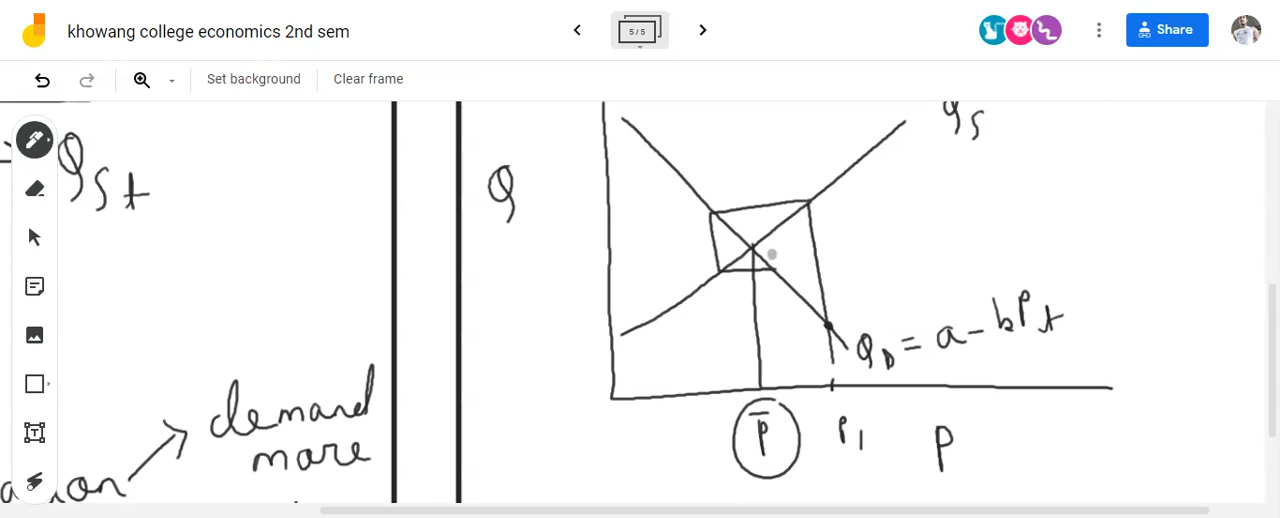 khowang college economics 2nd sem
5 / 5
Share
Set background
Clear frame
QSt
demand
more
Q
QS
QD = a - bPt
P̄
P1
P